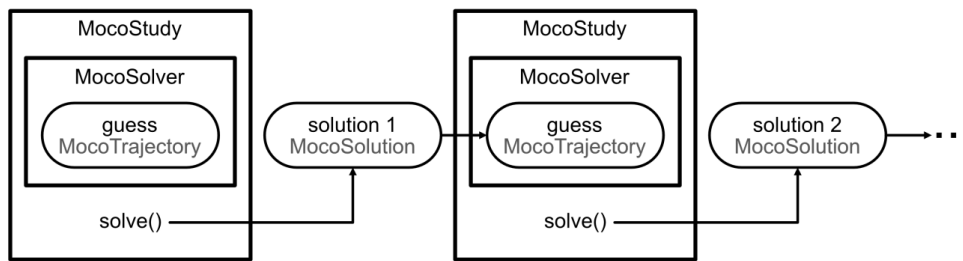 MocoStudy
MocoSolver
guess
MocoTrajectory
solve()
solution 1
MocoSolution
MocoStudy
MocoSolver
guess
MocoTrajectory
solve()
solution 2
MocoSolution
..